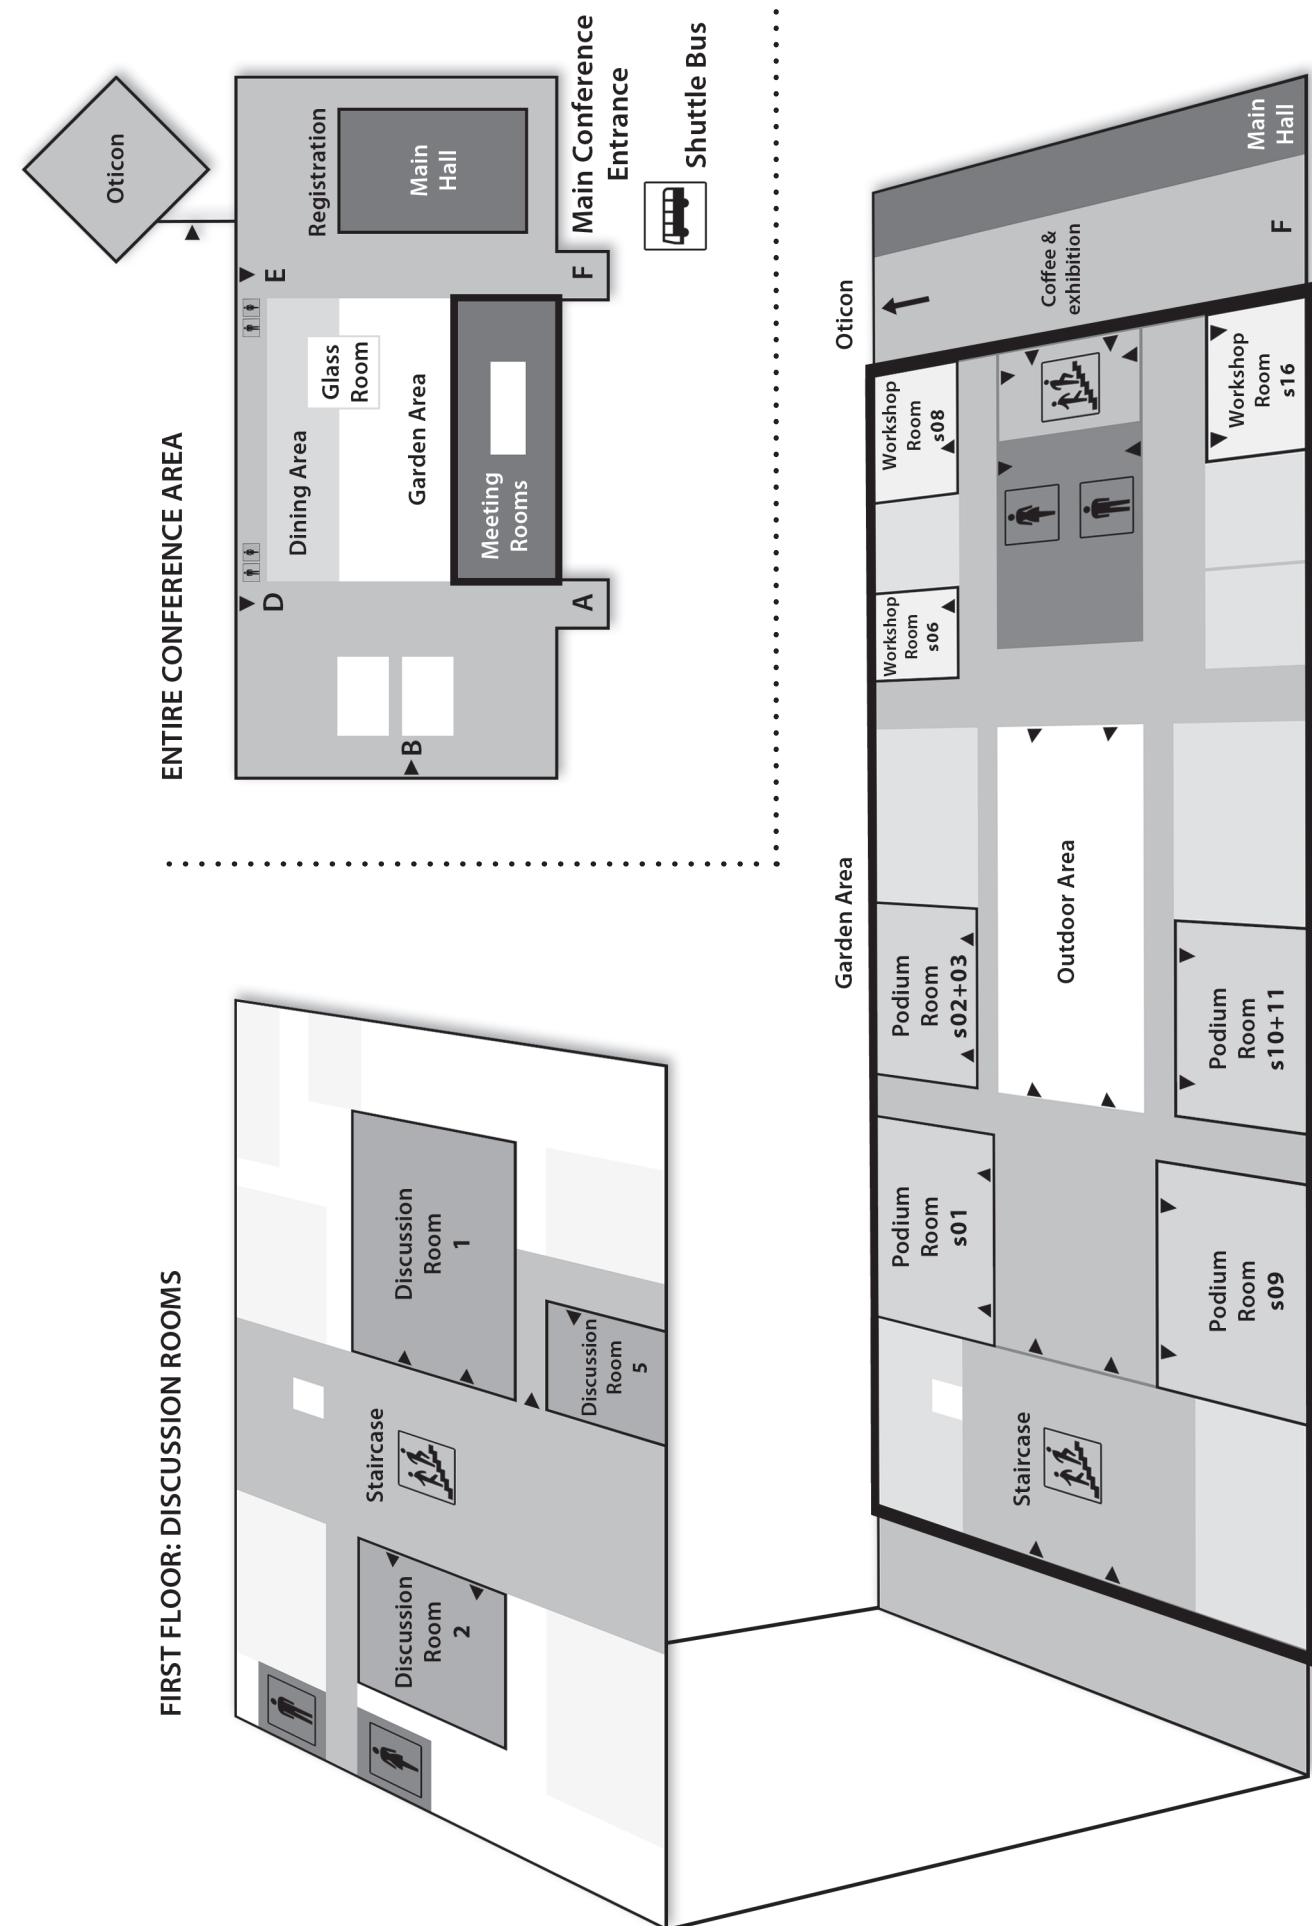 FIRST FLOOR: DISCUSSION ROOMS
Discussion
Room
2
Staircase
Discussion
Room
1
Discussion
Room
5
ENTIRE CONFERENCE AREA
Oticon
D
E
Dining Area
Glass
Room
Registration
Garden Area
Main
Hall
B
Meeting
Rooms
A
F
Main Conference
Entrance
Shuttle Bus
Garden Area
Oticon
Podium
Room
s01
Podium
Room
s02+03
Workshop
Room
s06
Workshop
Room
s08
Staircase
Outdoor Area
Coffee &
exhibition
Podium
Room
s09
Podium
Room
s10+11
Workshop
Room
s16
F
Main
Hall